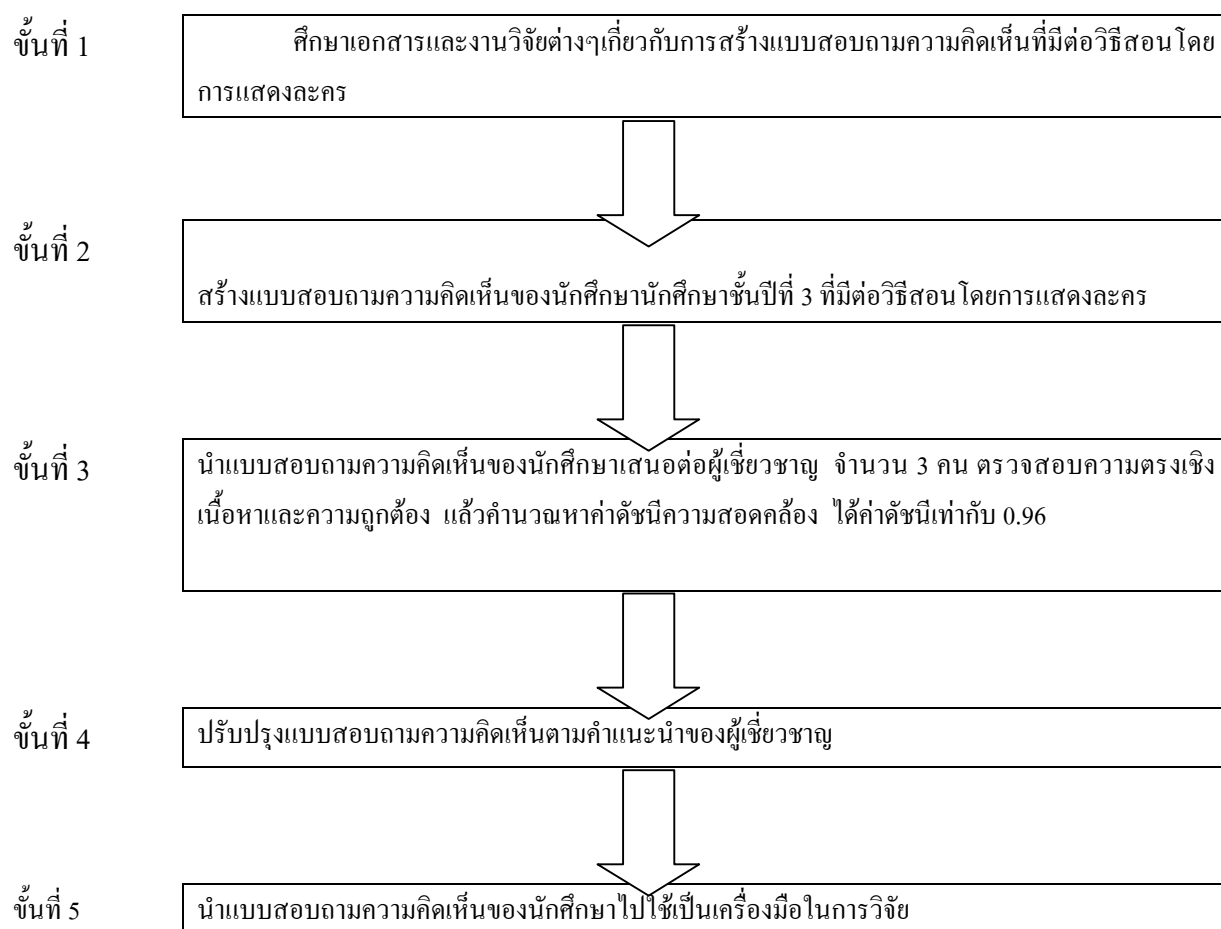 ขั้นที่ 1
ศึกษาเอกสารและงานวิจัยต่างๆเกี่ยวกับการสร้างแบบสอบถามความคิดเห็นที่มีต่อวิธีสอนโดย
การแสดงละคร
ขั้นที่ 2
สร้างแบบสอบถามความคิดเห็นของนักศึกษานักศึกษาชั้นปีที่ 3 ที่มีต่อวิธีสอนโดยการแสดงละคร
ขั้นที่ 3
นำแบบสอบถามความคิดเห็นของนักศึกษาเสนอต่อผู้เชี่ยวชาญ จำนวน 3 คน ตรวจสอบความตรงเชิง
เนื้อหาและความถูกต้อง แล้วคำนวณหาค่าดัชนีความสอดคล้อง ได้ค่าดัชนีเท่ากับ 0.96
ขั้นที่ 4
ปรับปรุงแบบสอบถามความคิดเห็นตามคำแนะนำของผู้เชี่ยวชาญ
ขั้นที่ 5
นำแบบสอบถามความคิดเห็นของนักศึกษาไปใช้เป็นเครื่องมือในการวิจัย